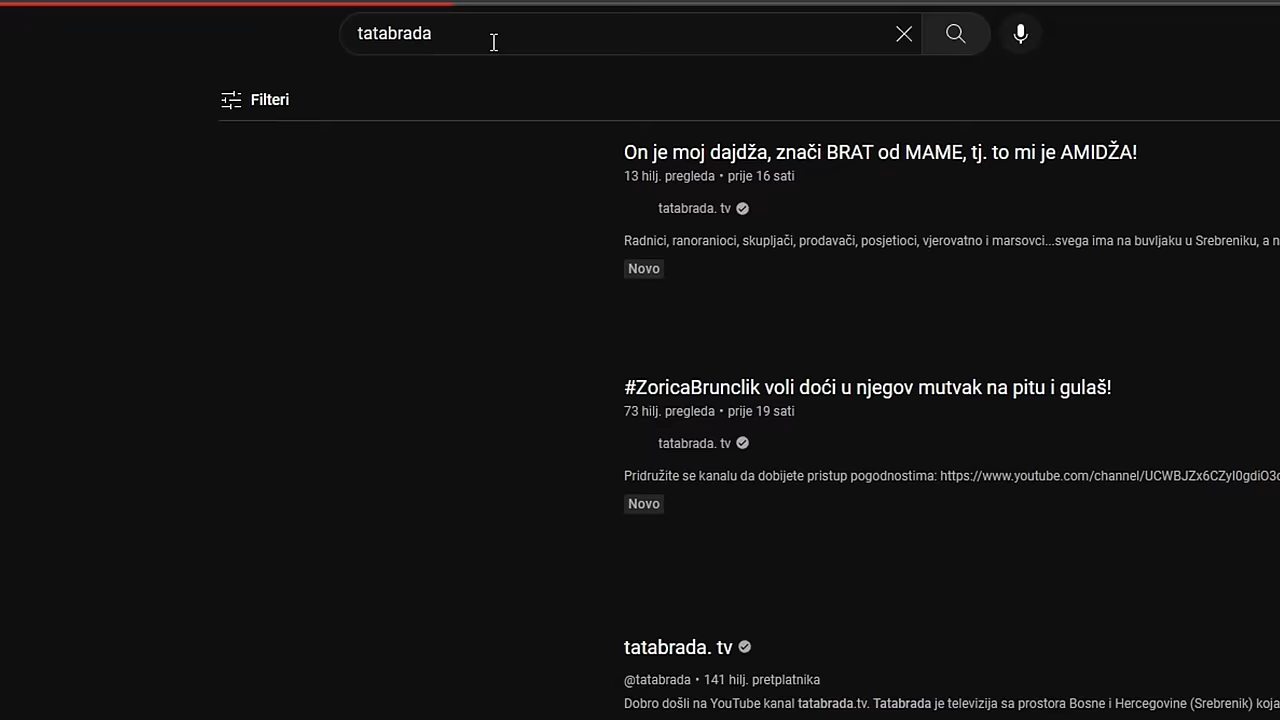 tatabrada
Filteri
On je moj dajdža, znači BRAT od MAME, tj. to mi je AMIDŽA!
13 hilj. pregleda • prije 16 sati
tatabrada. tv
Radnici, ranoranioci, skupljači, prodavači, posjetioci, vjerovatno i marsovci...svega ima na buvljaku u Srebreniku, a n
Novo
#ZoricaBrunclik voli doći u njegov mutvak na pitu i gulaš!
73 hilj. pregleda • prije 19 sati
tatabrada. tv
Pridružite se kanalu da dobijete pristup pogodnostima: https://www.youtube.com/channel/UCWBJZx6CZyI0gdiO3c
Novo
tatabrada. tv
@tatabrada • 141 hilj. pretplatnika
Dobro došli na YouTube kanal tatabrada.tv. Tatabrada je televizija sa prostora Bosne i Hercegovine (Srebrenik) koja